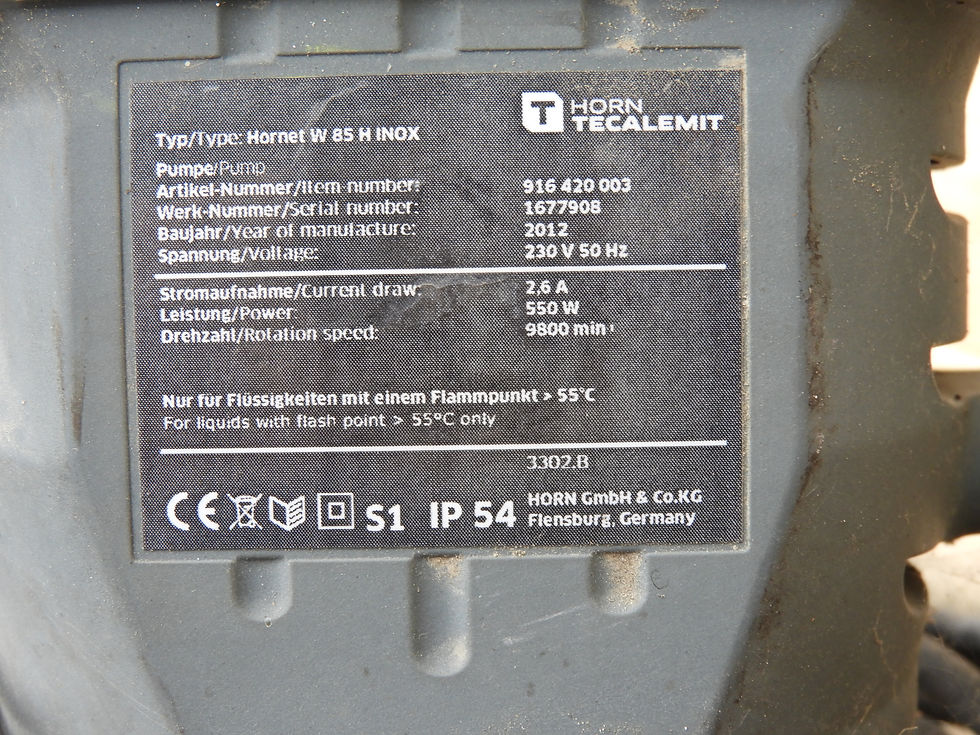 T HORN
TECALEMIT
Typ/Type: Hornet W 85 H INOX
Pumpe/Pump
Artikel-Nummer/Item number: 916 420 003
Werk-Nummer/Serial number: 1677908
Baujahr/Year of manufacture: 2012
Spannung/Voltage: 230 V 50 Hz
Stromaufnahme/Current draw: 2,6 A
Leistung/Power: 550 W
Drehzahl/Rotation speed: 9800 min⁻¹
Nur für Flüssigkeiten mit einem Flammpunkt > 55°C
For liquids with flash point > 55°C only
3302.B
CE S1 IP 54 HORN GmbH & Co.KG
Flensburg, Germany